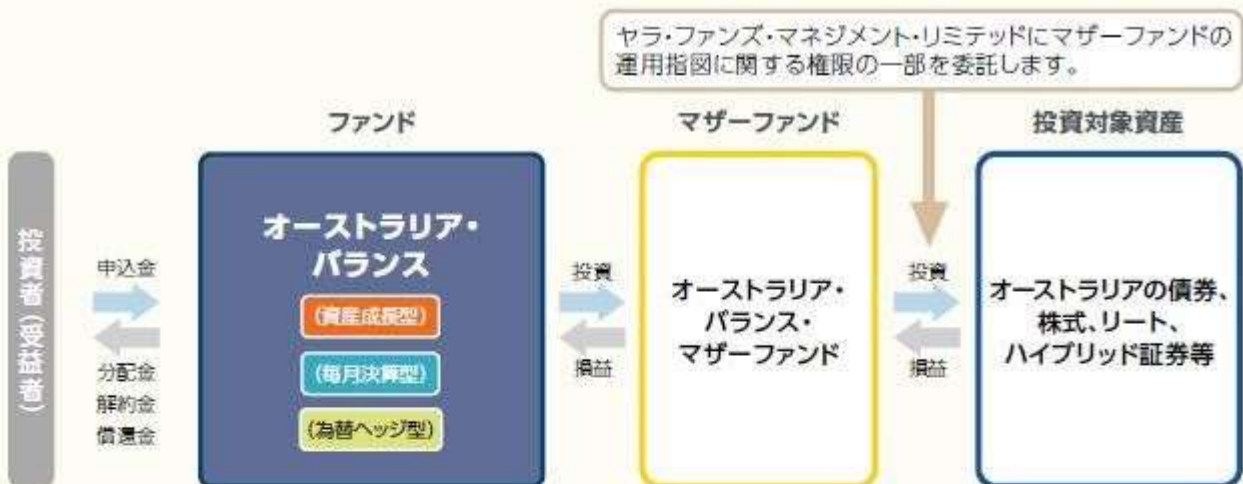 ヤラ・ファンズ・マネジメント・リミテッドにマザーファンドの
運用指図に関する権限の一部を委託します。
ファンド
マザーファンド
投資対象資産
投資者(受益者)
申込金
分配金
解約金
償還金
オーストラリア・
バランス
(資産成長型)
(毎月決算型)
(為替ヘッジ型)
投資
損益
オーストラリア・
バランス・
マザーファンド
投資
損益
オーストラリアの債券、
株式、リート、
ハイブリッド証券等